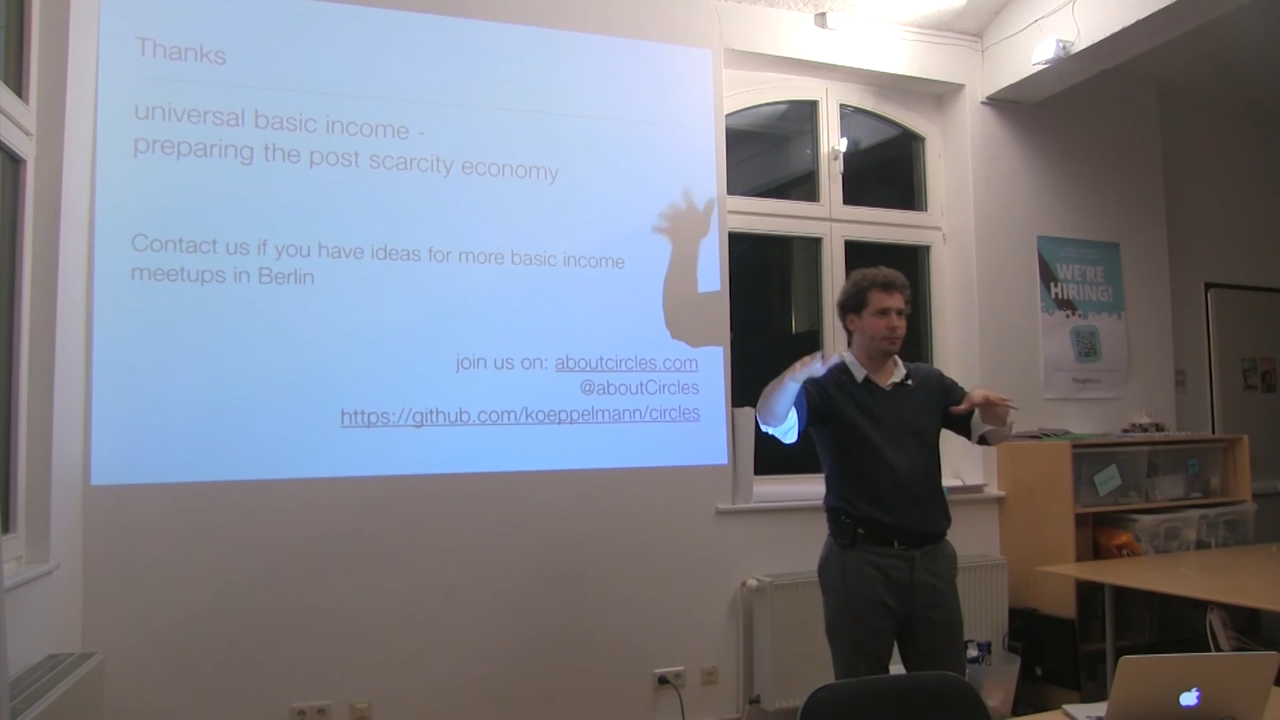 Thanks
universal basic income -
preparing the post scarcity economy
Contact us if you have ideas for more basic income
meetups in Berlin
join us on: aboutcircles.com
@aboutCircles
https://github.com/koeppelmann/circles
WE'RE
HIRING!